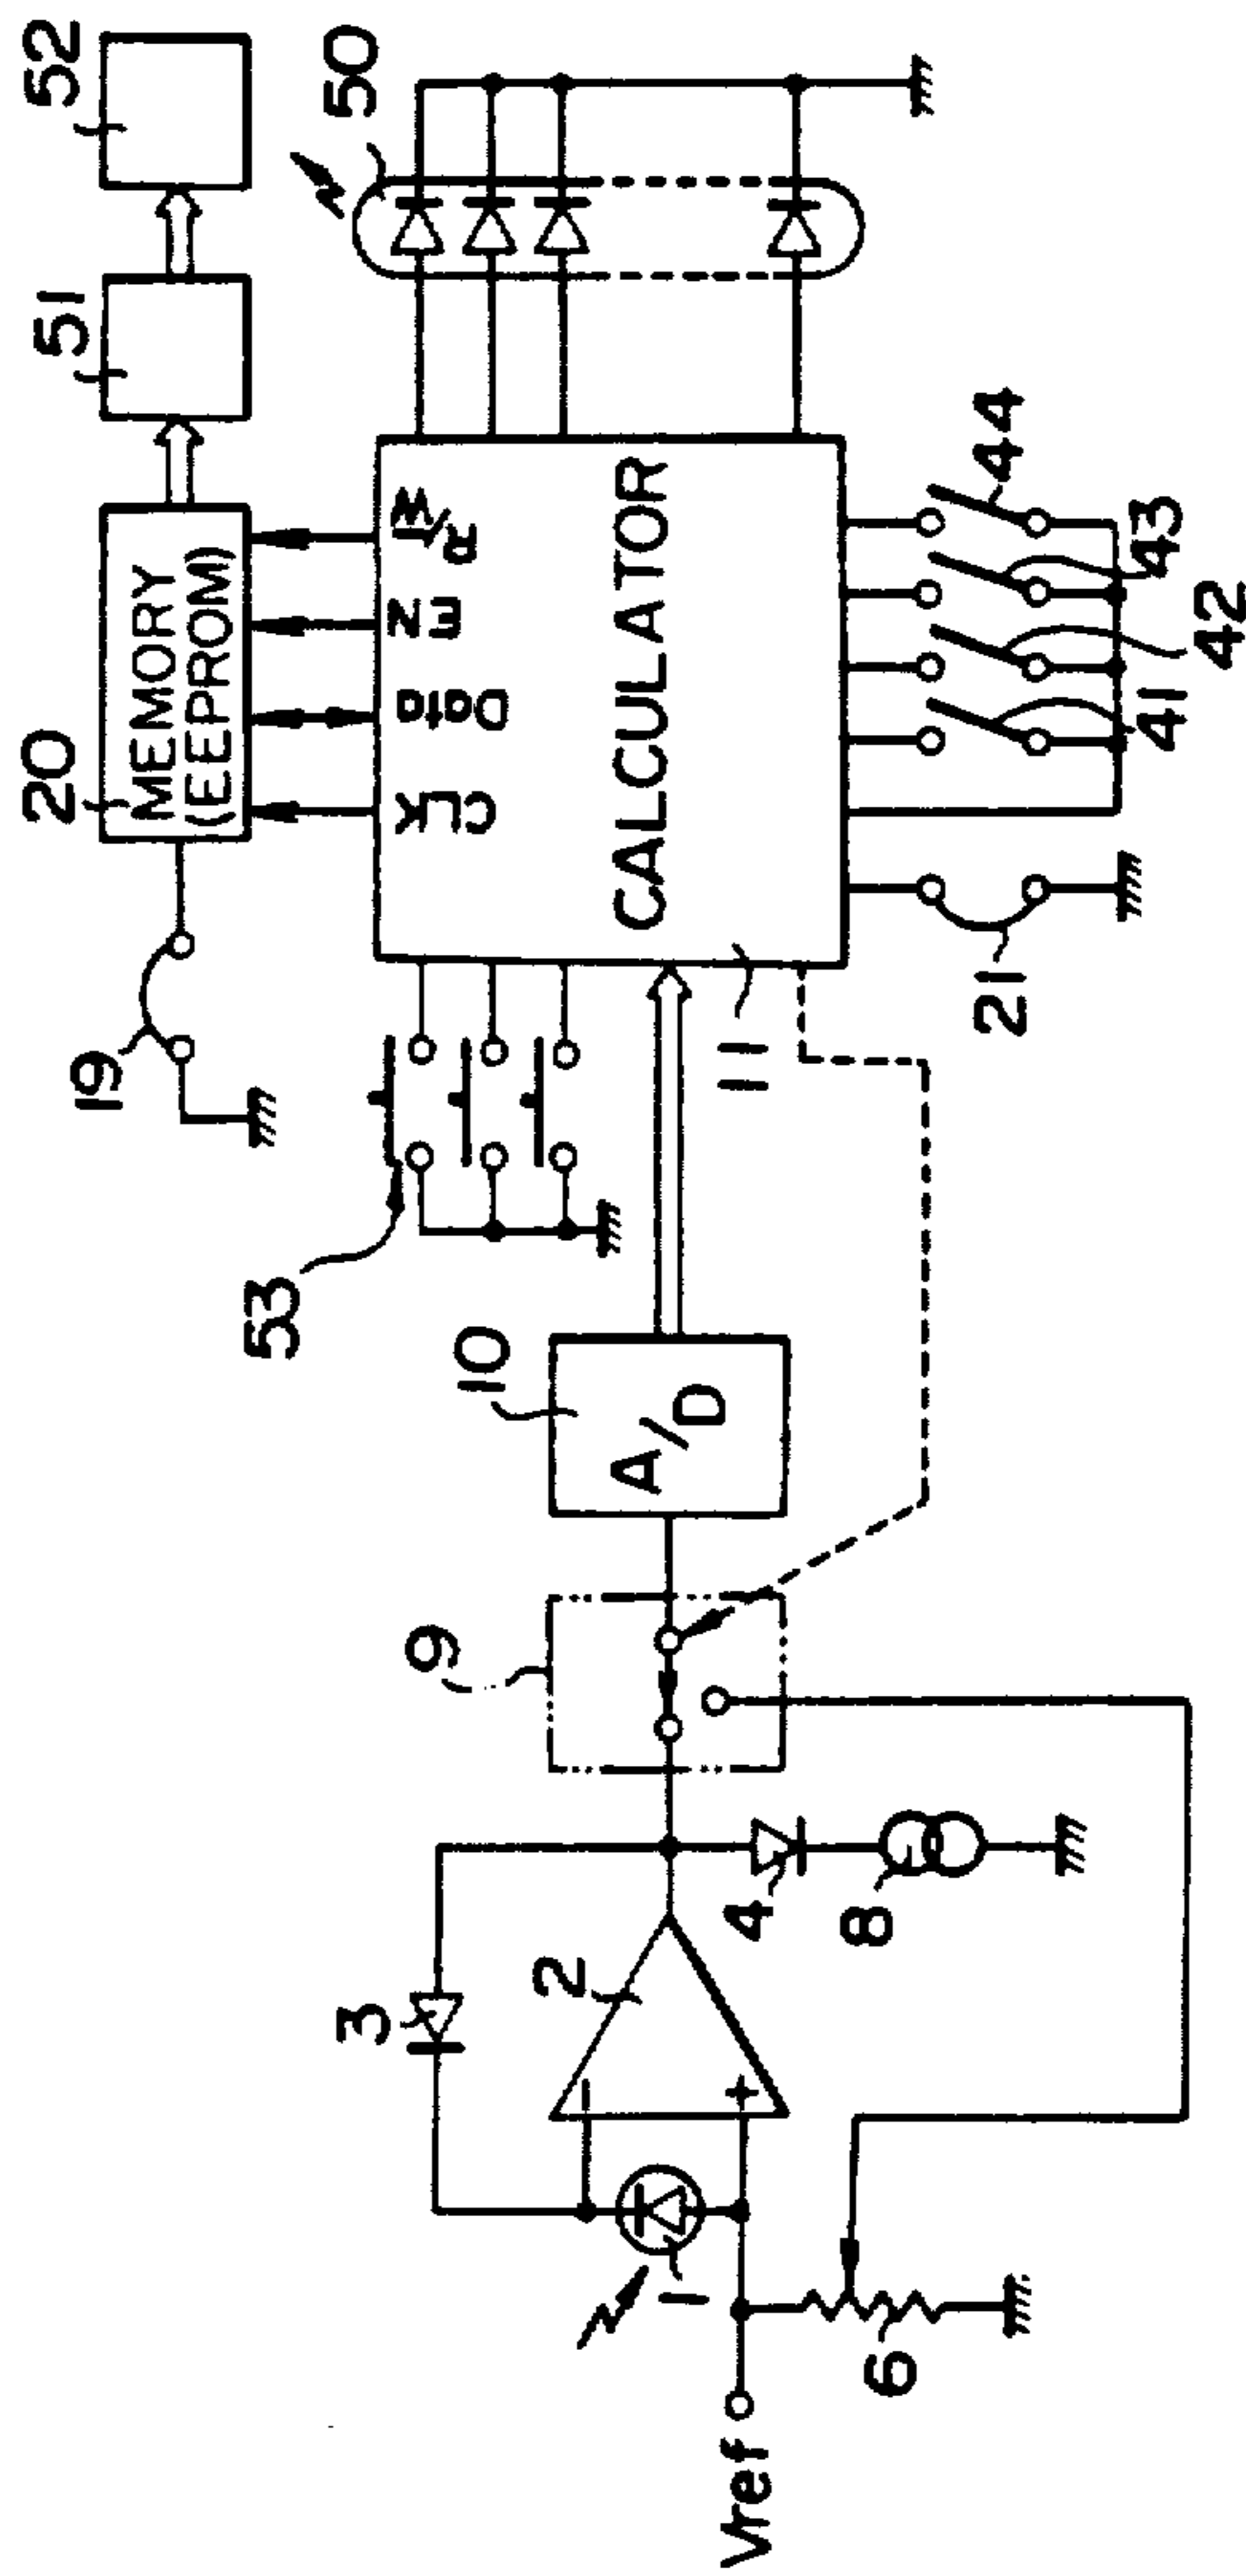 52
51
20
MEMORY
(EEPROM)
19
50
R/W
EN
Data
CLK
CALCULATOR
11
53
44
43
42
41
21
10
A/D
9
3
2
4
8
-
+
1
6
Vref